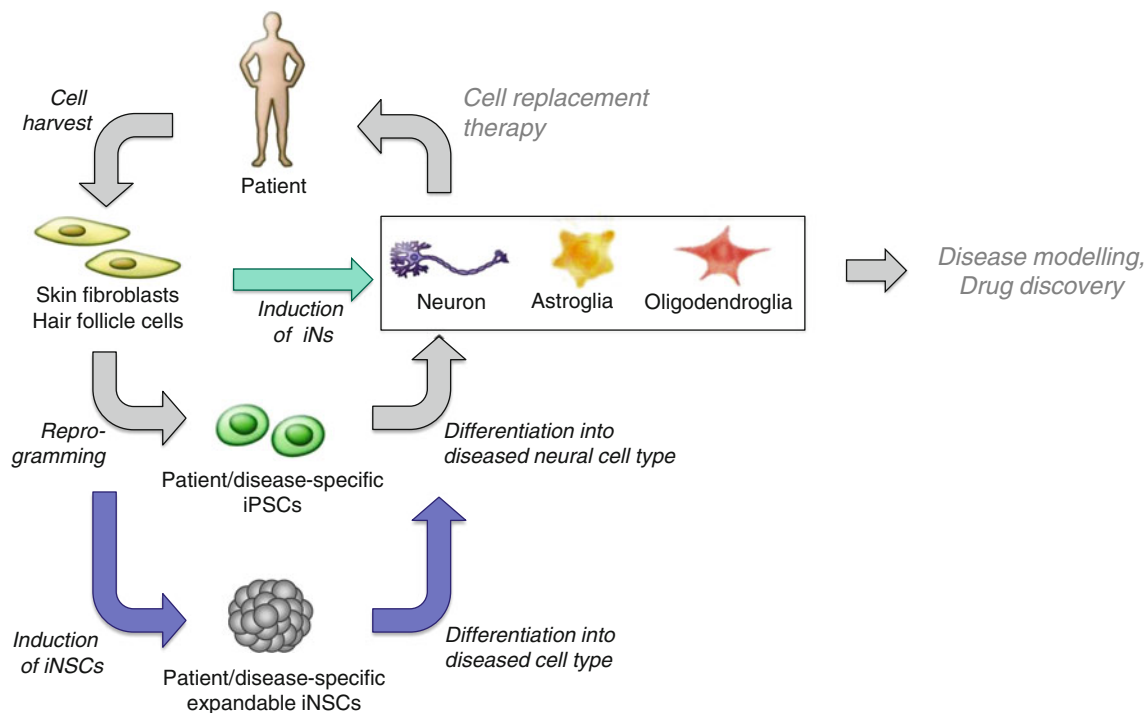 Cell
harvest
Patient
Cell replacement
therapy
Skin fibroblasts
Hair follicle cells
Induction
of iNs
Neuron
Astroglia
Oligodendroglia
Disease modelling,
Drug discovery
Repro-
gramming
Patient/disease-specific
iPSCs
Differentiation into
diseased neural cell type
Induction
of iNSCs
Patient/disease-specific
expandable iNSCs
Differentiation into
diseased cell type